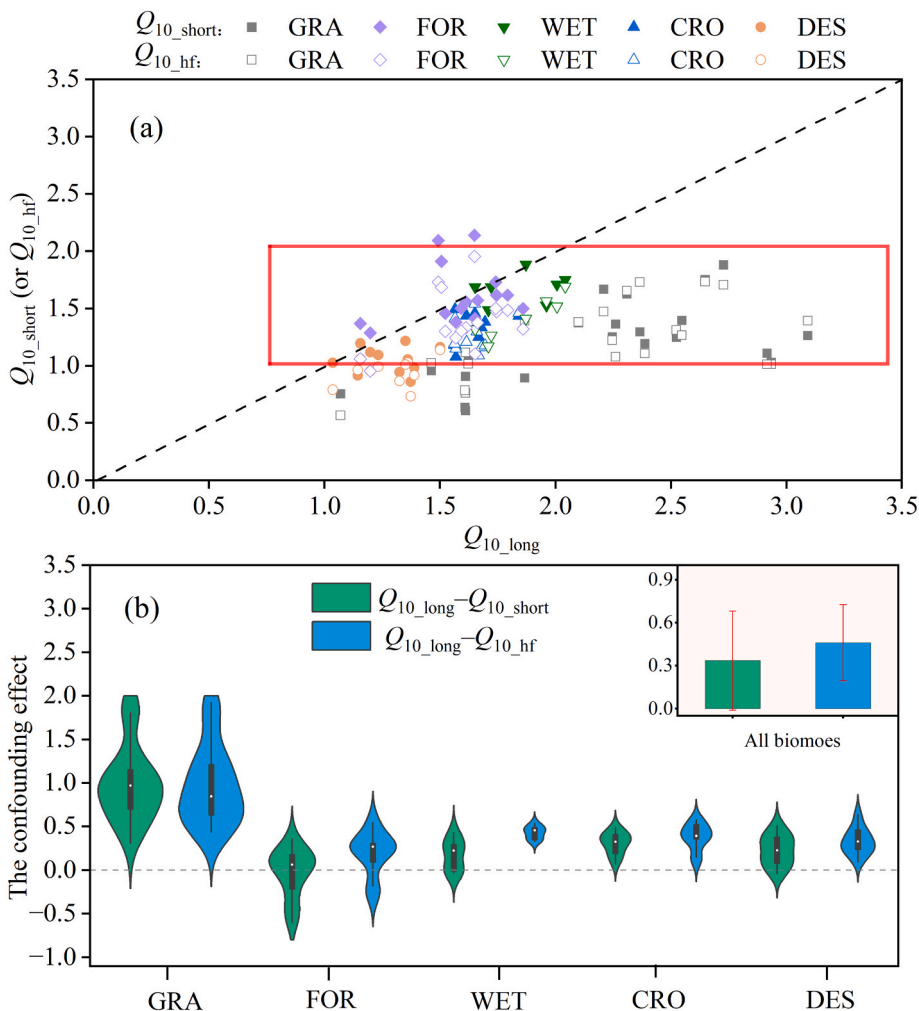 Q10_short: GRA FOR WET CRO DES
Q10_hf: GRA FOR WET CRO DES
(a)
3.5
3.0
2.5
2.0
1.5
1.0
0.5
0.0
Q10_short (or Q10_hf)
0.0 0.5 1.0 1.5 2.0 2.5 3.0 3.5
Q10_long
(b)
3.5
3.0
2.5
2.0
1.5
1.0
0.5
0.0
−0.5
−1.0
The confounding effect
Q10_long–Q10_short
Q10_long–Q10_hf
0.9
0.6
0.3
0.0
All biomoes
GRA FOR WET CRO DES